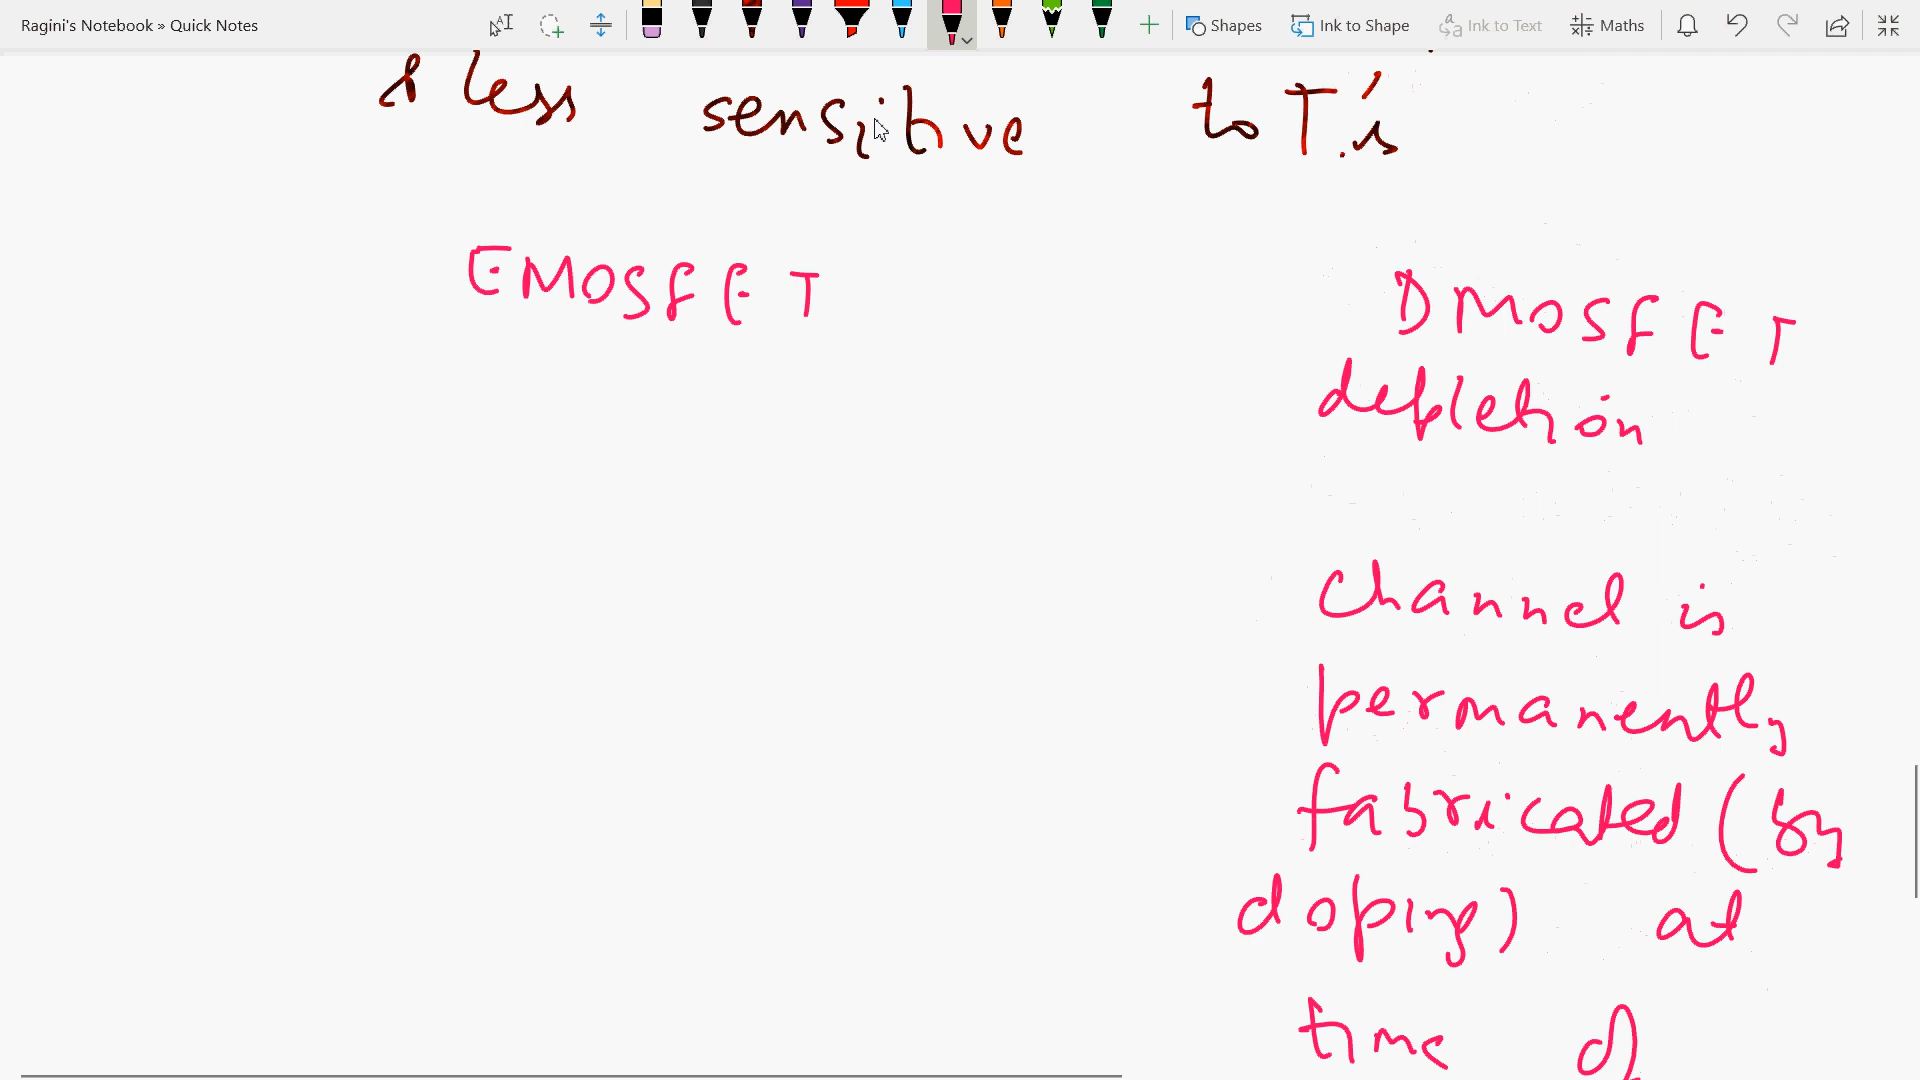 Ragini's Notebook » Quick Notes
Shapes
Ink to Shape
Ink to Text
Maths
& less sensitive to T.'s
EMOSFET
DMOSFET
depletion
channel is
permanently
fabricated (by
doping) at
time of